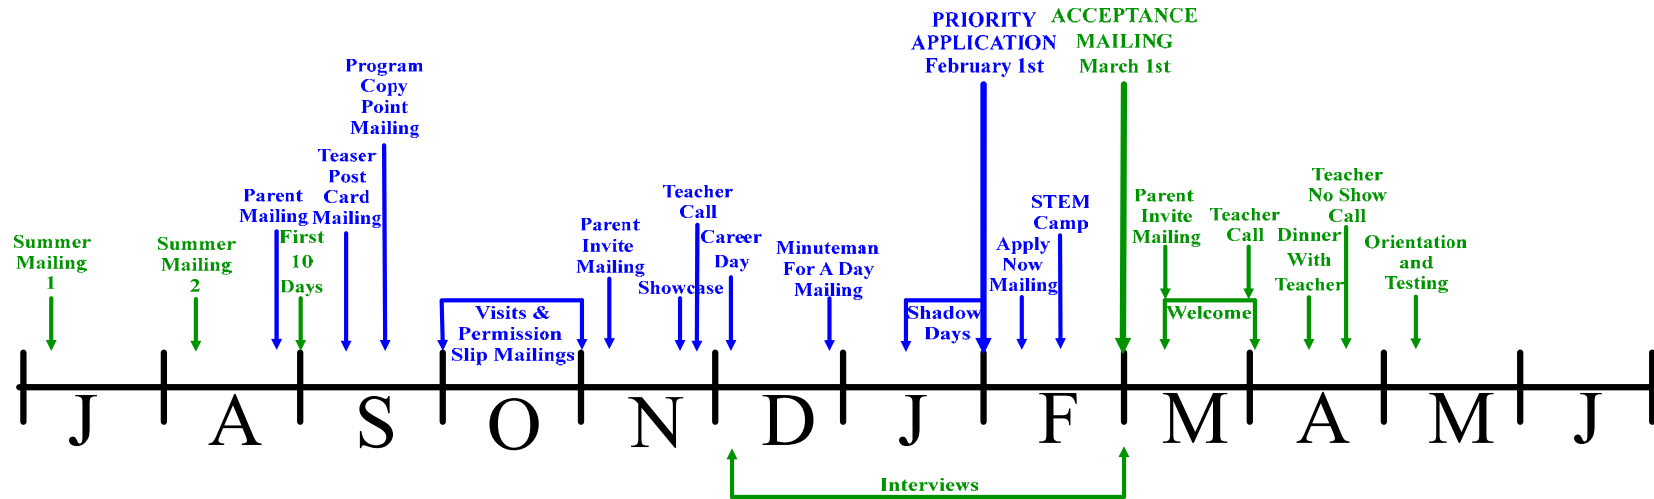 PRIORITY
APPLICATION
February 1st
ACCEPTANCE
MAILING
March 1st
Program
Copy
Point
Mailing
Teaser
Post
Card
Mailing
Parent
Mailing
First
10
Days
Summer
Mailing
1
Summer
Mailing
2
Visits &
Permission
Slip Mailings
Parent
Invite
Mailing
Showcase
Teacher
Call
Career
Day
Minuteman
For A Day
Mailing
Shadow
Days
Apply
Now
Mailing
STEM
Camp
Parent
Invite
Mailing
Welcome
Teacher
Call
Dinner
With
Teacher
Teacher
No Show
Call
Orientation
and
Testing
J A S O N D J F M A M J
Interviews